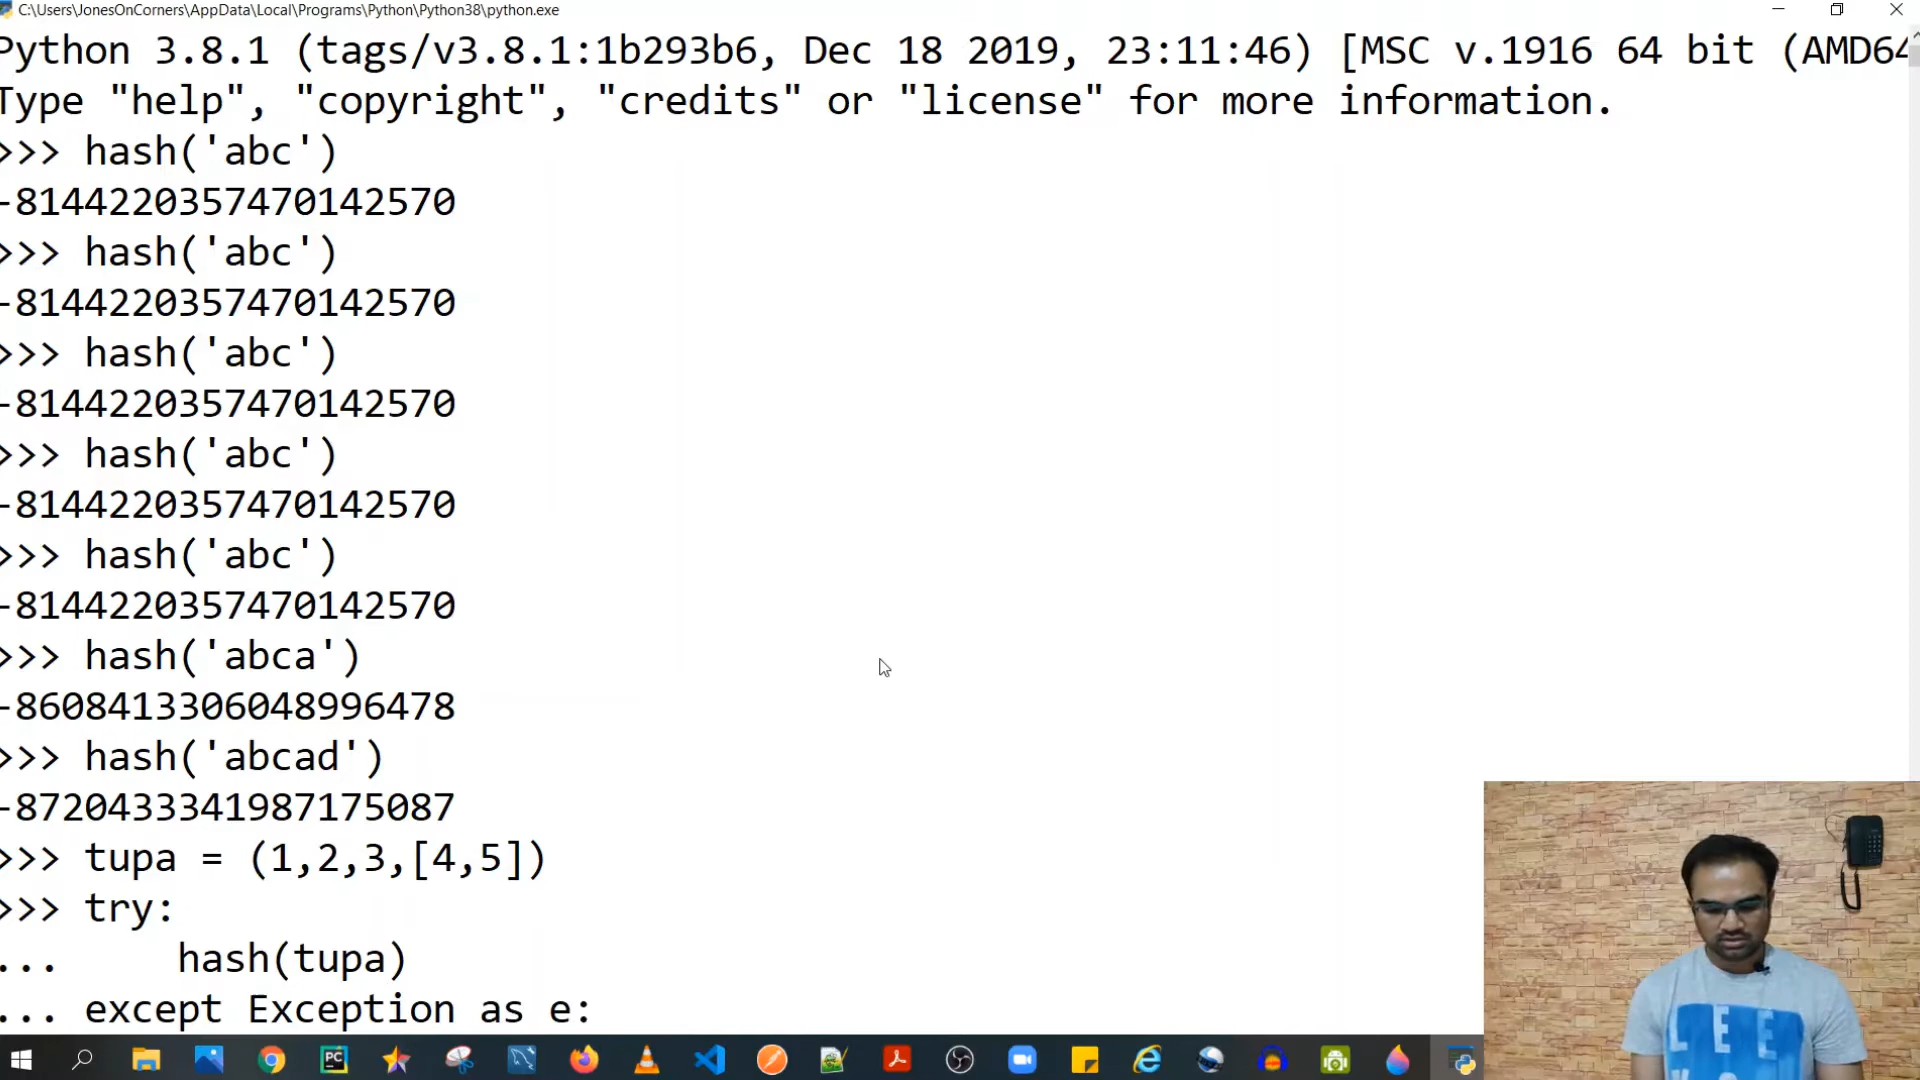 C:\Users\JonesOnCorners\AppData\Local\Programs\Python\Python38\python.exe
Python 3.8.1 (tags/v3.8.1:1b293b6, Dec 18 2019, 23:11:46) [MSC v.1916 64 bit (AMD64
Type "help", "copyright", "credits" or "license" for more information.
>>> hash('abc')
-8144220357470142570
>>> hash('abc')
-8144220357470142570
>>> hash('abc')
-8144220357470142570
>>> hash('abc')
-8144220357470142570
>>> hash('abc')
-8144220357470142570
>>> hash('abca')
-8608413306048996478
>>> hash('abcad')
-8720433341987175087
>>> tupa = (1,2,3,[4,5])
>>> try:
...     hash(tupa)
... except Exception as e:
PC
LEE